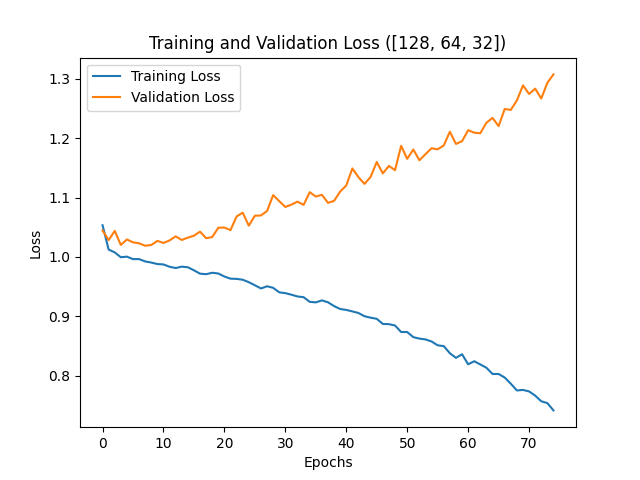 Training and Validation Loss ([128, 64, 32])
Training Loss
Validation Loss
1.3
1.2
1.1
1.0
0.9
0.8
Loss
0 10 20 30 40 50 60 70
Epochs